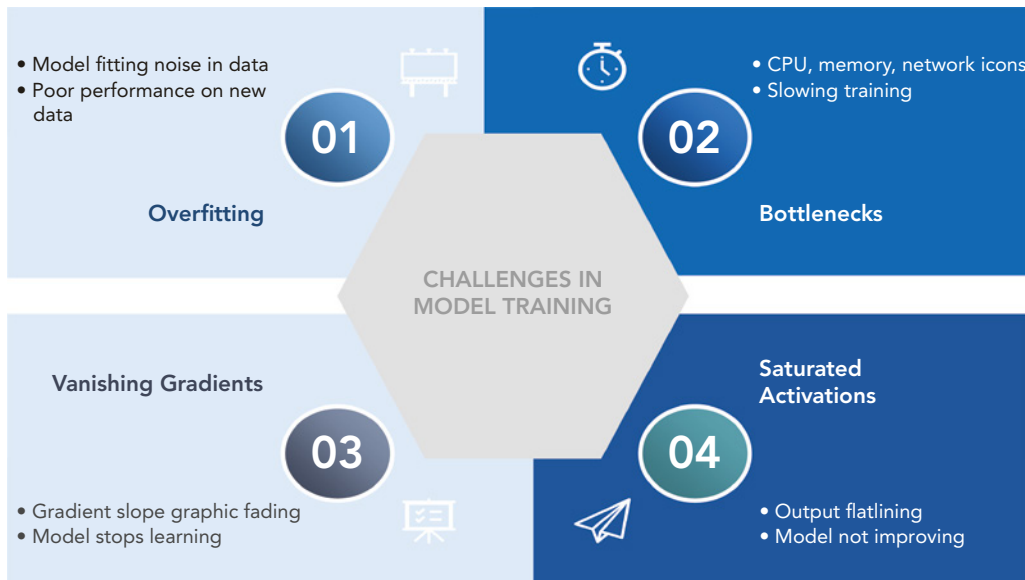 • Model fitting noise in data
• Poor performance on new
data
01
Overfitting
• CPU, memory, network icons
• Slowing training
02
Bottlenecks
CHALLENGES IN
MODEL TRAINING
Vanishing Gradients
03
• Gradient slope graphic fading
• Model stops learning
Saturated
Activations
04
• Output flatlining
• Model not improving